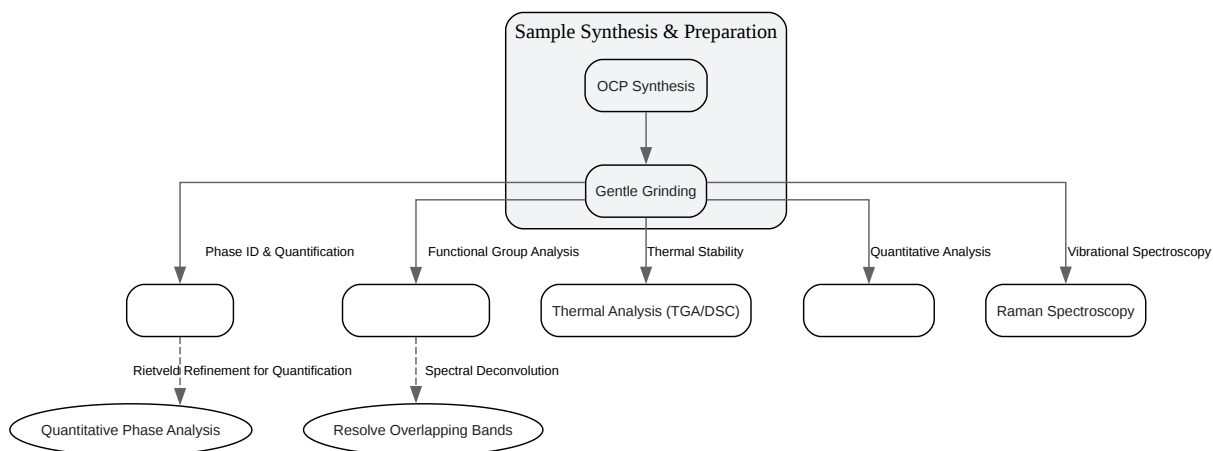 Sample Synthesis & Preparation
OCP Synthesis
Gentle Grinding
Phase ID & Quantification
Functional Group Analysis
Thermal Stability
Quantitative Analysis
Vibrational Spectroscopy
Thermal Analysis (TGA/DSC)
Raman Spectroscopy
Rietveld Refinement for Quantification
Spectral Deconvolution
Quantitative Phase Analysis
Resolve Overlapping Bands